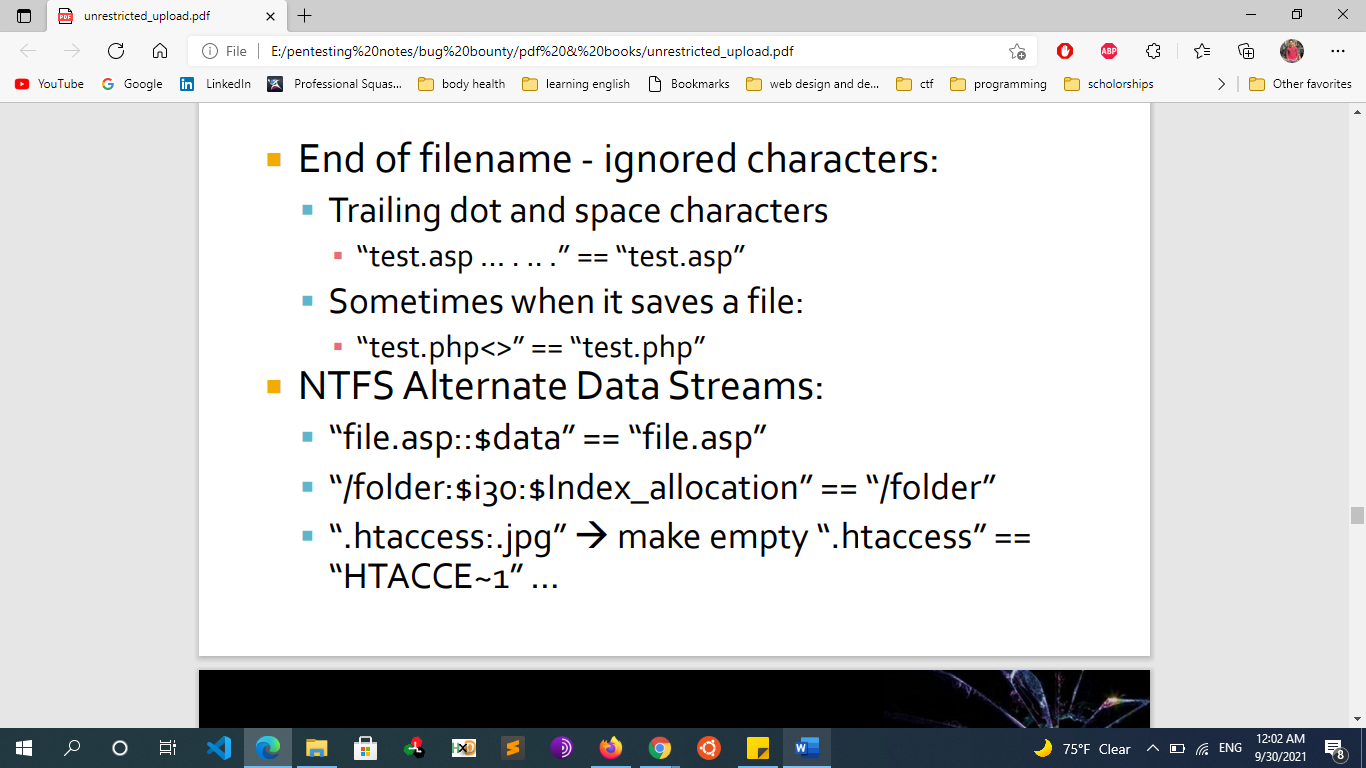 unrestricted_upload.pdf
File
E:/pentesting%20notes/bug%20bounty/pdf%20&%20books/unrestricted_upload.pdf
ABP
YouTube
Google
LinkedIn
Professional Squas...
body health
learning english
Bookmarks
web design and de...
ctf
programming
scholorships
Other favorites
End of filename - ignored characters:
Trailing dot and space characters
“test.asp ... . .. .” == “test.asp”
Sometimes when it saves a file:
“test.php<>” == “test.php”
NTFS Alternate Data Streams:
“file.asp::$data” == “file.asp”
“/folder:$i30:$Index_allocation” == “/folder”
“.htaccess:.jpg” → make empty “.htaccess” ==
“HTACCE~1” ...
75°F Clear
ENG
12:02 AM
9/30/2021
8